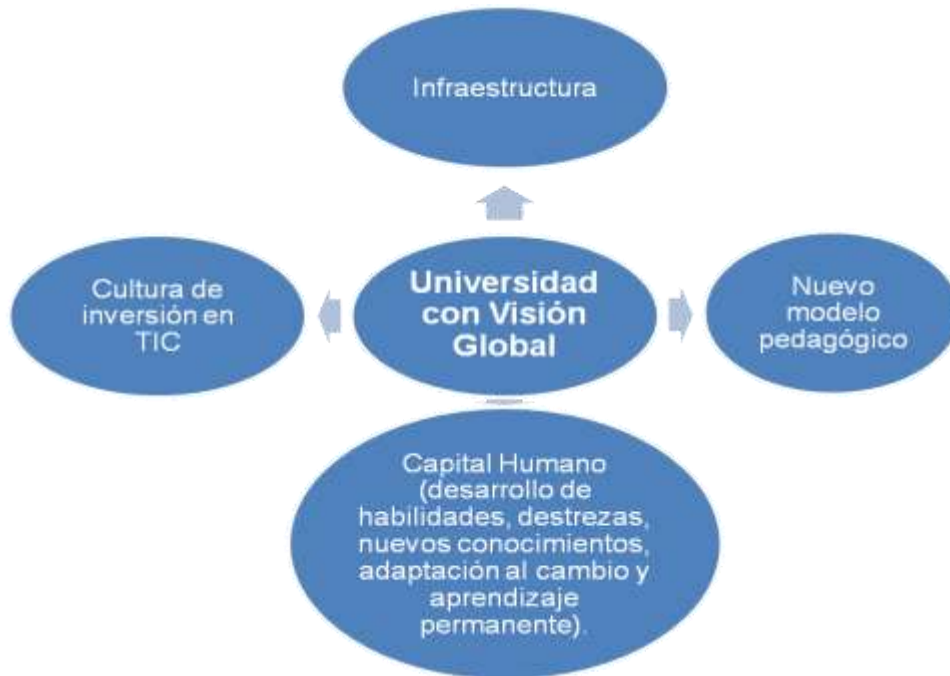 Infraestructura
Cultura de
inversión en
TIC
Universidad
con Visión
Global
Nuevo
modelo
pedagógico
Capital Humano
(desarrollo de
habilidades, destrezas,
nuevos conocimientos,
adaptación al cambio y
aprendizaje
permanente).